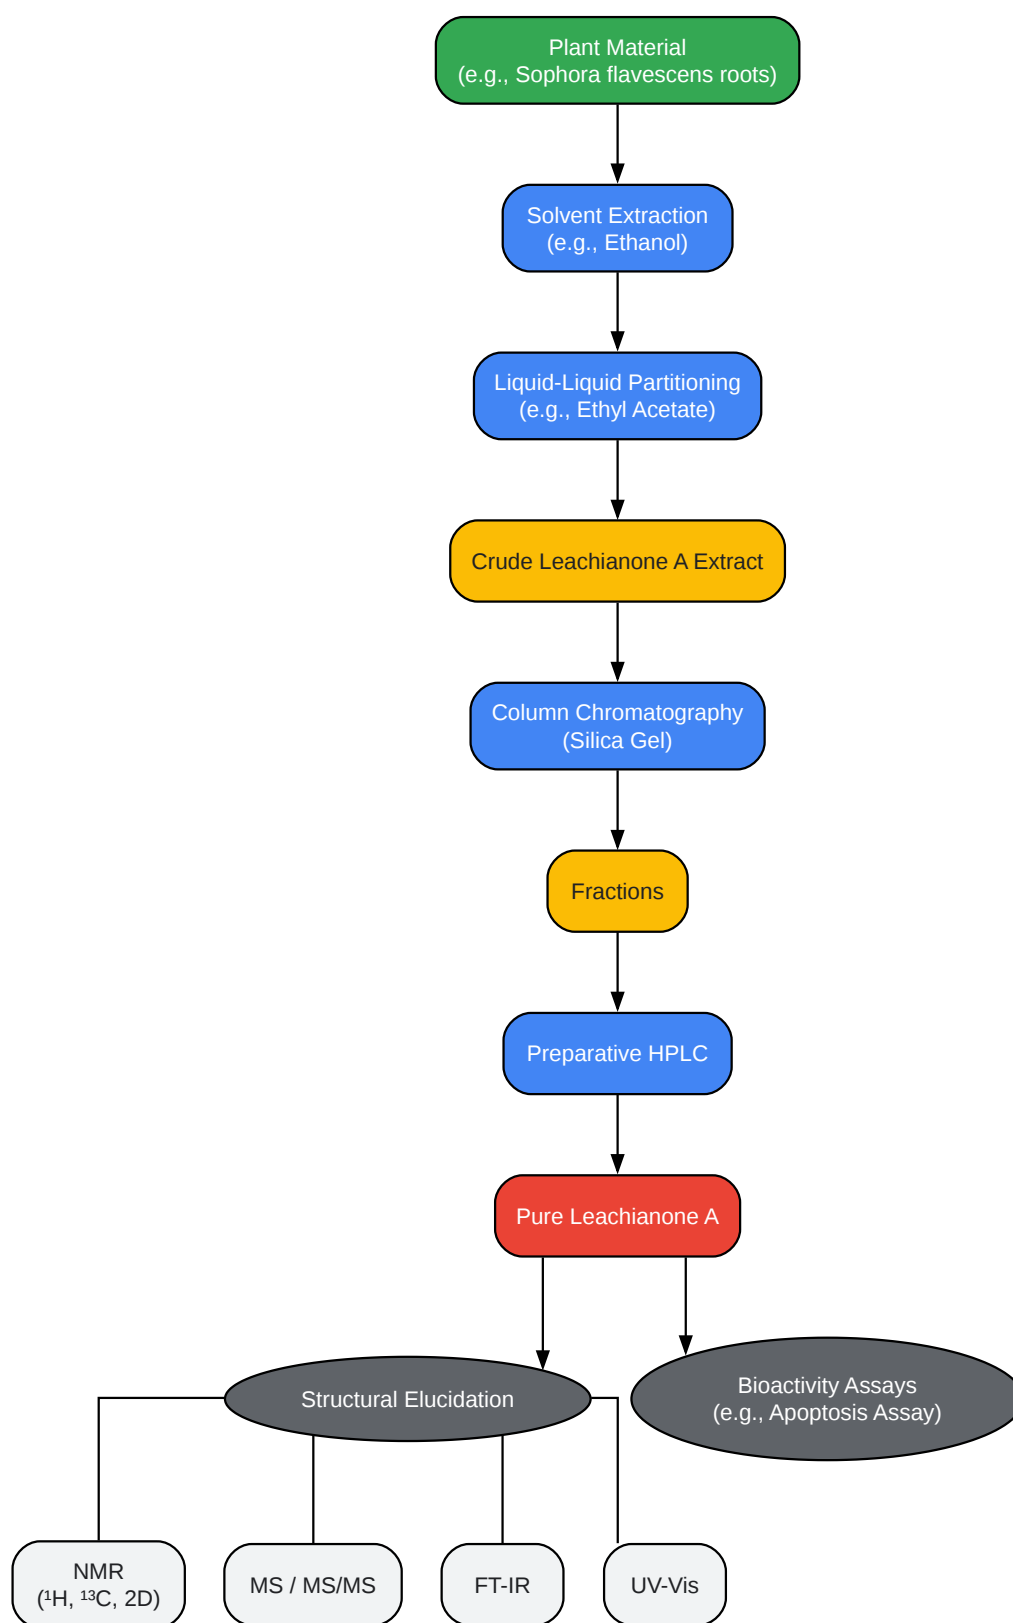 Plant Material
(e.g., Sophora flavescens roots)
Solvent Extraction
(e.g., Ethanol)
Liquid-Liquid Partitioning
(e.g., Ethyl Acetate)
Crude Leachianone A Extract
Column Chromatography
(Silica Gel)
Fractions
Preparative HPLC
Pure Leachianone A
Structural Elucidation
Bioactivity Assays
(e.g., Apoptosis Assay)
NMR
(¹H, ¹³C, 2D)
MS / MS/MS
FT-IR
UV-Vis